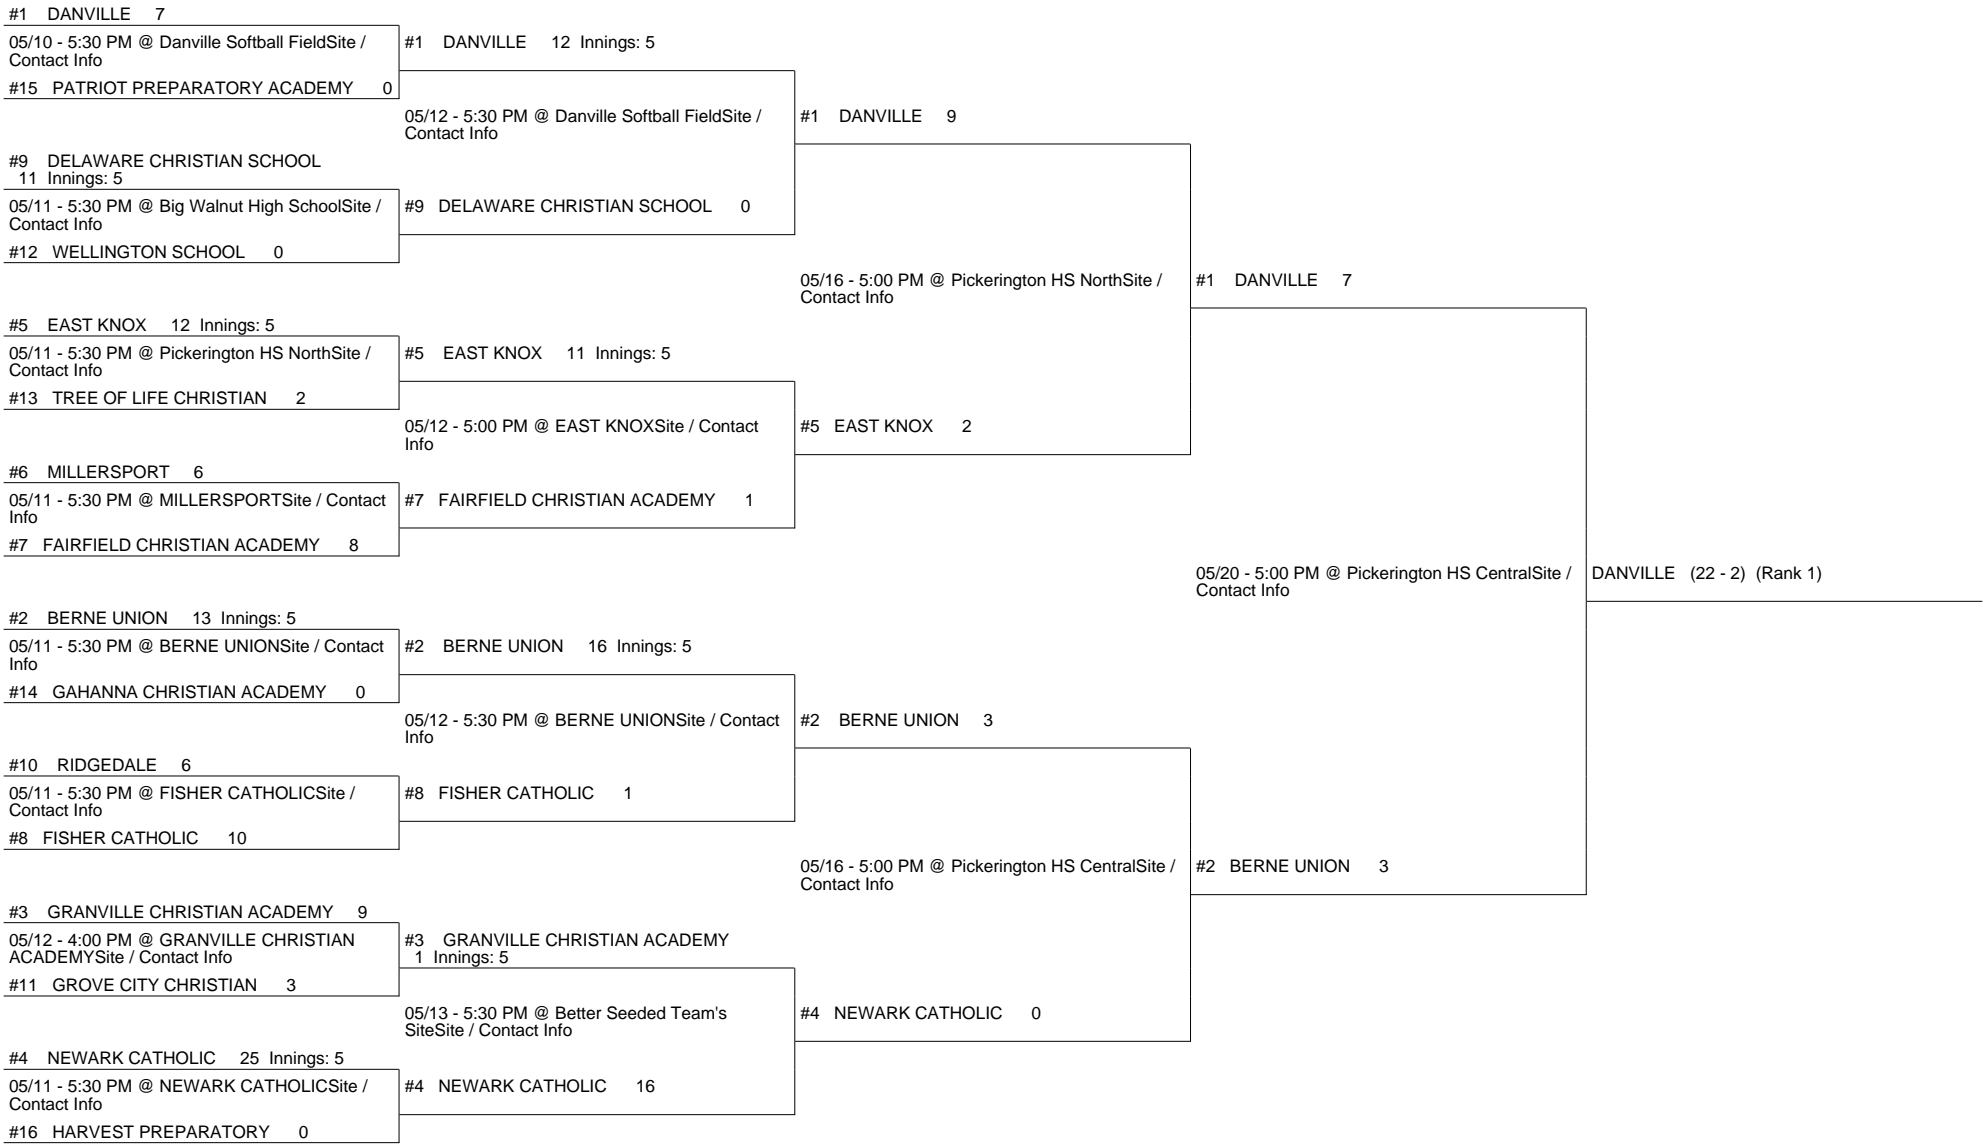 #1 DANVILLE 7
05/10 - 5:30 PM @ Danville Softball FieldSite /
Contact Info
#15 PATRIOT PREPARATORY ACADEMY 0
#9 DELAWARE CHRISTIAN SCHOOL
11 Innings: 5
05/11 - 5:30 PM @ Big Walnut High SchoolSite /
Contact Info
#12 WELLINGTON SCHOOL 0
#5 EAST KNOX 12 Innings: 5
05/11 - 5:30 PM @ Pickerington HS NorthSite /
Contact Info
#13 TREE OF LIFE CHRISTIAN 2
#6 MILLERSPORT 6
05/11 - 5:30 PM @ MILLERSPORTSite / Contact
Info
#7 FAIRFIELD CHRISTIAN ACADEMY 8
#2 BERNE UNION 13 Innings: 5
05/11 - 5:30 PM @ BERNE UNIONSite / Contact
Info
#14 GAHANNA CHRISTIAN ACADEMY 0
#10 RIDGEDALE 6
05/11 - 5:30 PM @ FISHER CATHOLICSite /
Contact Info
#8 FISHER CATHOLIC 10
#3 GRANVILLE CHRISTIAN ACADEMY 9
05/12 - 4:00 PM @ GRANVILLE CHRISTIAN
ACADEMYSite / Contact Info
#11 GROVE CITY CHRISTIAN 3
#4 NEWARK CATHOLIC 25 Innings: 5
05/11 - 5:30 PM @ NEWARK CATHOLICSite /
Contact Info
#16 HARVEST PREPARATORY 0
#1 DANVILLE 12 Innings: 5
05/12 - 5:30 PM @ Danville Softball FieldSite /
Contact Info
#9 DELAWARE CHRISTIAN SCHOOL 0
#5 EAST KNOX 11 Innings: 5
05/12 - 5:00 PM @ EAST KNOXSite / Contact
Info
#7 FAIRFIELD CHRISTIAN ACADEMY 1
#2 BERNE UNION 16 Innings: 5
05/12 - 5:30 PM @ BERNE UNIONSite / Contact
Info
#8 FISHER CATHOLIC 1
#3 GRANVILLE CHRISTIAN ACADEMY
1 Innings: 5
05/13 - 5:30 PM @ Better Seeded Team's
SiteSite / Contact Info
#4 NEWARK CATHOLIC 16
#1 DANVILLE 9
05/16 - 5:00 PM @ Pickerington HS NorthSite /
Contact Info
#5 EAST KNOX 2
#2 BERNE UNION 3
05/16 - 5:00 PM @ Pickerington HS CentralSite /
Contact Info
#4 NEWARK CATHOLIC 0
#1 DANVILLE 7
05/20 - 5:00 PM @ Pickerington HS CentralSite /
Contact Info
#2 BERNE UNION 3
DANVILLE (22 - 2) (Rank 1)